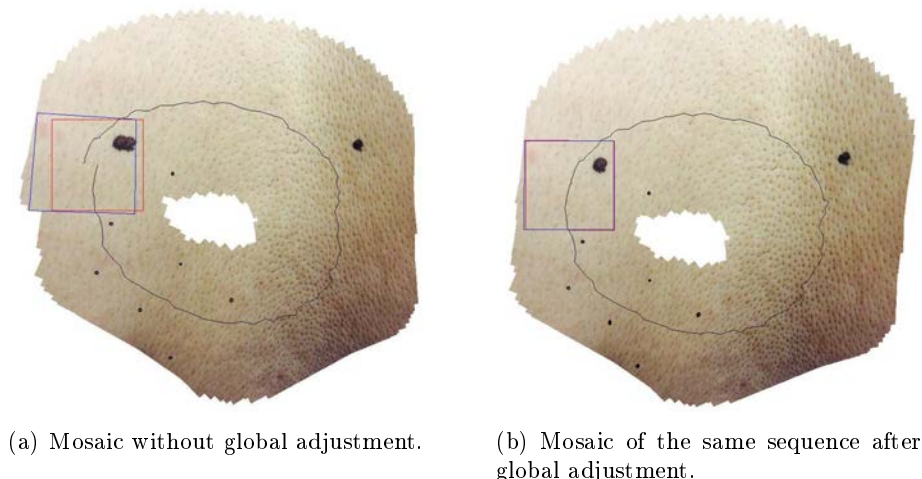 (a) Mosaic without global adjustment.
(b) Mosaic of the same sequence after
global adjustment.